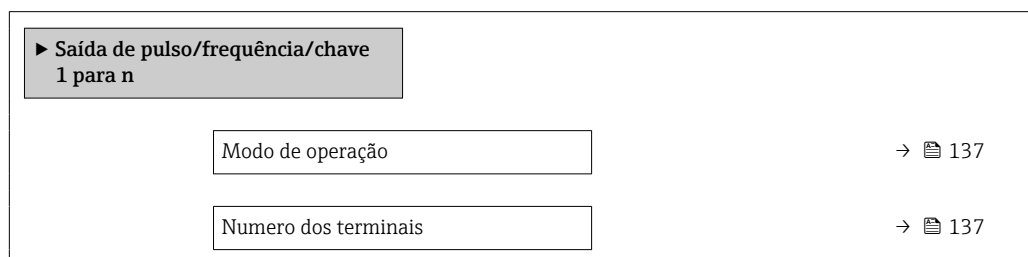 ▶ Saída de pulso/frequência/chave
1 para n
Modo de operação → 137
Numero dos terminais → 137